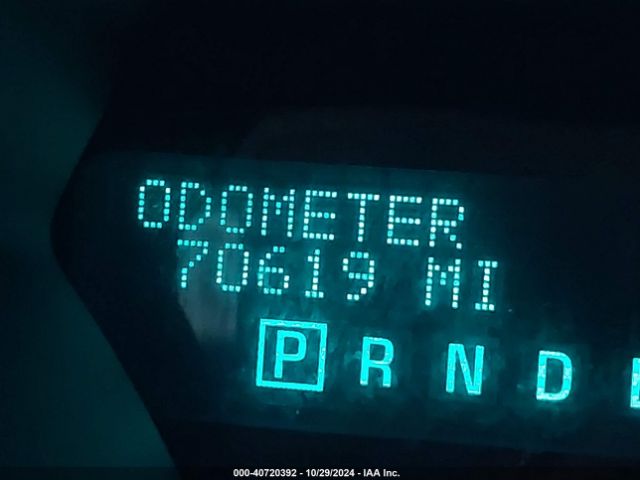 ODOMETER
70619 MI
P R N D
000-40720392 - 10/29/2024 - IAA Inc.